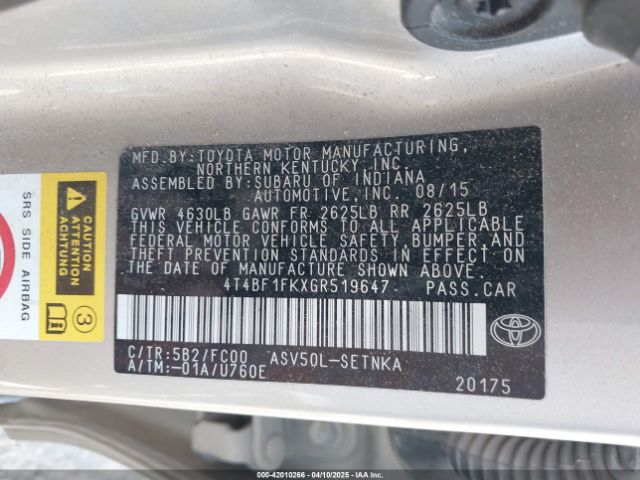 MFD. BY: TOYOTA MOTOR MANUFACTURING,
NORTHERN KENTUCKY, INC
ASSEMBLED BY: SUBARU OF INDIANA
AUTOMOTIVE, INC. 08/15
GVWR 4630LB GAWR FR 2625LB RR 2625LB
THIS VEHICLE CONFORMS TO ALL APPLICABLE
FEDERAL MOTOR VEHICLE SAFETY, BUMPER, AND
THEFT PREVENTION STANDARDS IN EFFECT ON
THE DATE OF MANUFACTURE SHOWN ABOVE.
4T4BF1FKXGR519647 PASS. CAR
C/TR: 5B2/FC00 ASV50L-SETNKA
A/TM: -01A/U760E
20175
SRS SIDE AIRBAG
CAUTION
ATTENTION
ACHTUNG
3
000-42010266 - 04/10/2025 - IAAI.COM